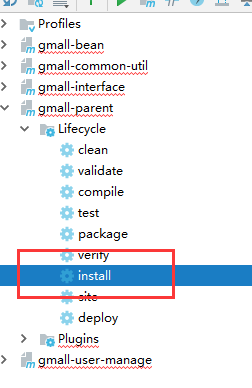 Profiles
gmall-bean
gmall-common-util
gmall-interface
gmall-parent
Lifecycle
clean
validate
compile
test
package
verify
install
site
deploy
Plugins
gmall-user-manage